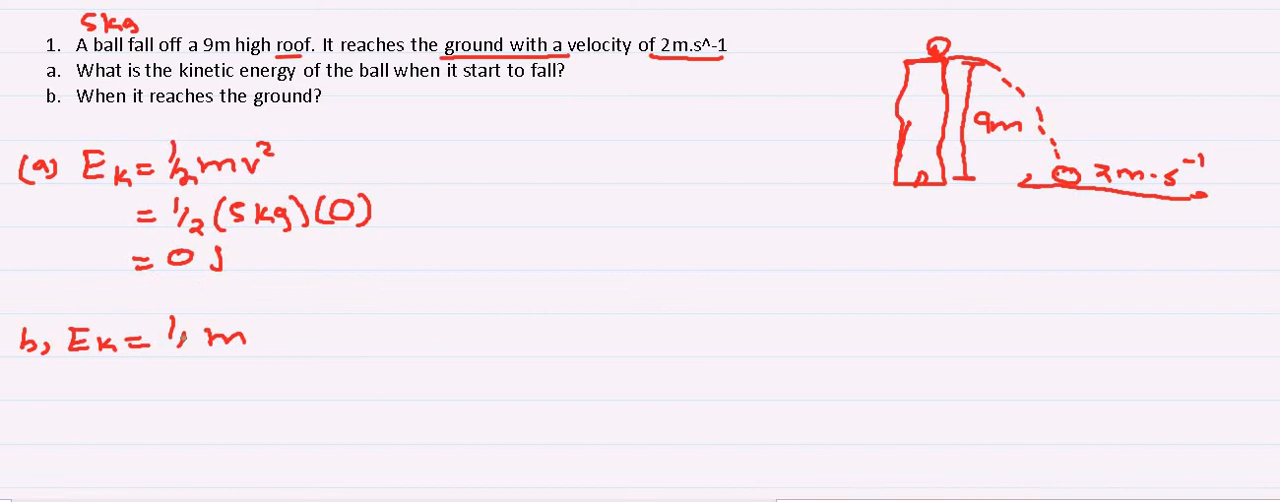 5kg
1. A ball fall off a 9m high roof. It reaches the ground with a velocity of 2m.s^-1
a. What is the kinetic energy of the ball when it start to fall?
b. When it reaches the ground?
9m
2m.s⁻¹
(a) Ek = 1/2 mv²
= 1/2 (5kg)(0)
= 0 J
b, Ek = 1/ m